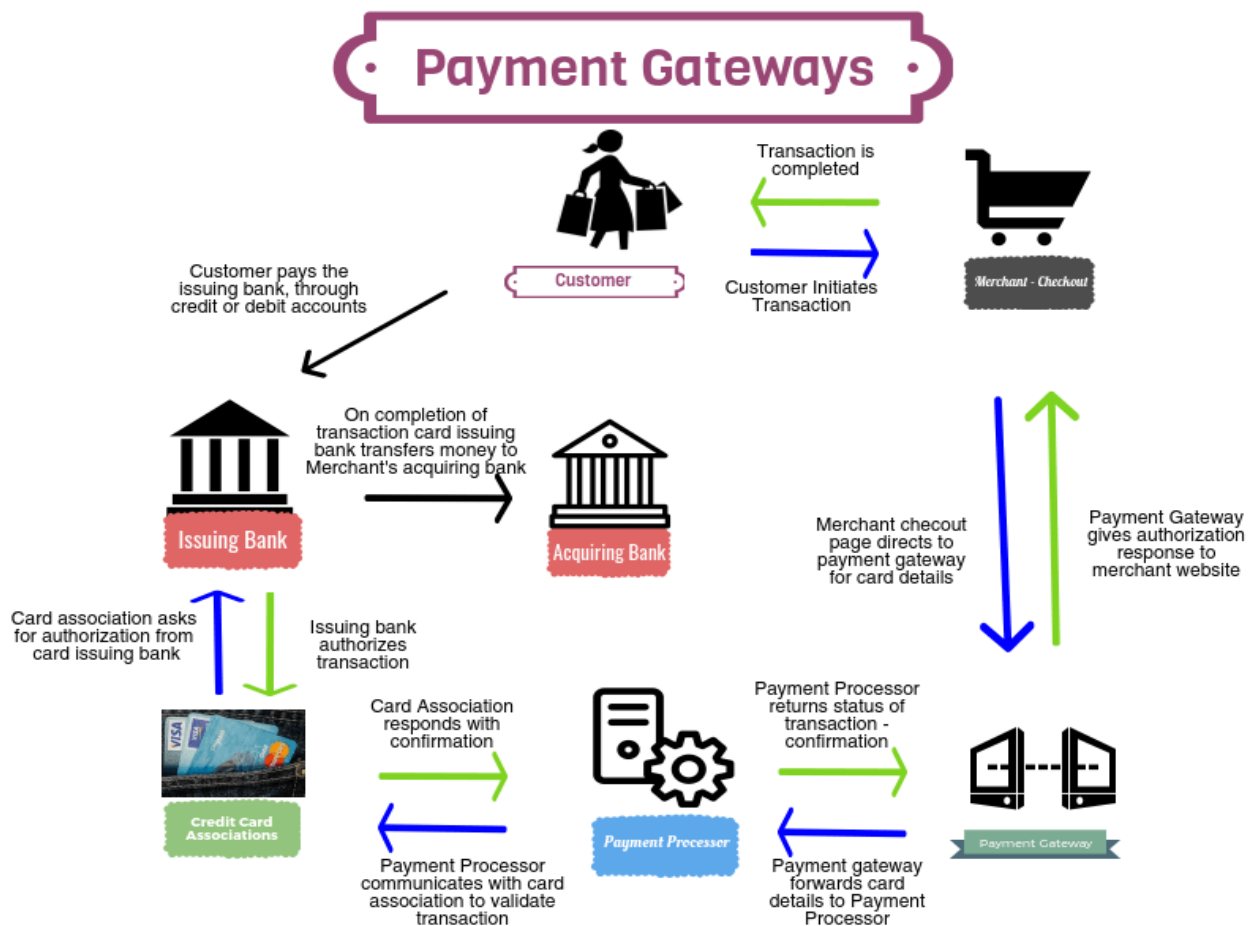 Payment Gateways
Transaction is
completed
Customer
Customer Initiates
Transaction
Merchant - Checkout
Customer pays the
issuing bank, through
credit or debit accounts
On completion of
transaction card issuing
bank transfers money to
Merchant's acquiring bank
Issuing Bank
Acquiring Bank
Merchant checout
page directs to
payment gateway
for card details
Payment Gateway
gives authorization
response to
merchant website
Card association asks
for authorization from
card issuing bank
Issuing bank
authorizes
transaction
Card Association
responds with
confirmation
Payment Processor
returns status of
transaction -
confirmation
VISA
VISA
Credit Card
Associations
Payment Processor
Payment Gateway
Payment Processor
communicates with card
association to validate
transaction
Payment gateway
forwards card
details to Payment
Processor